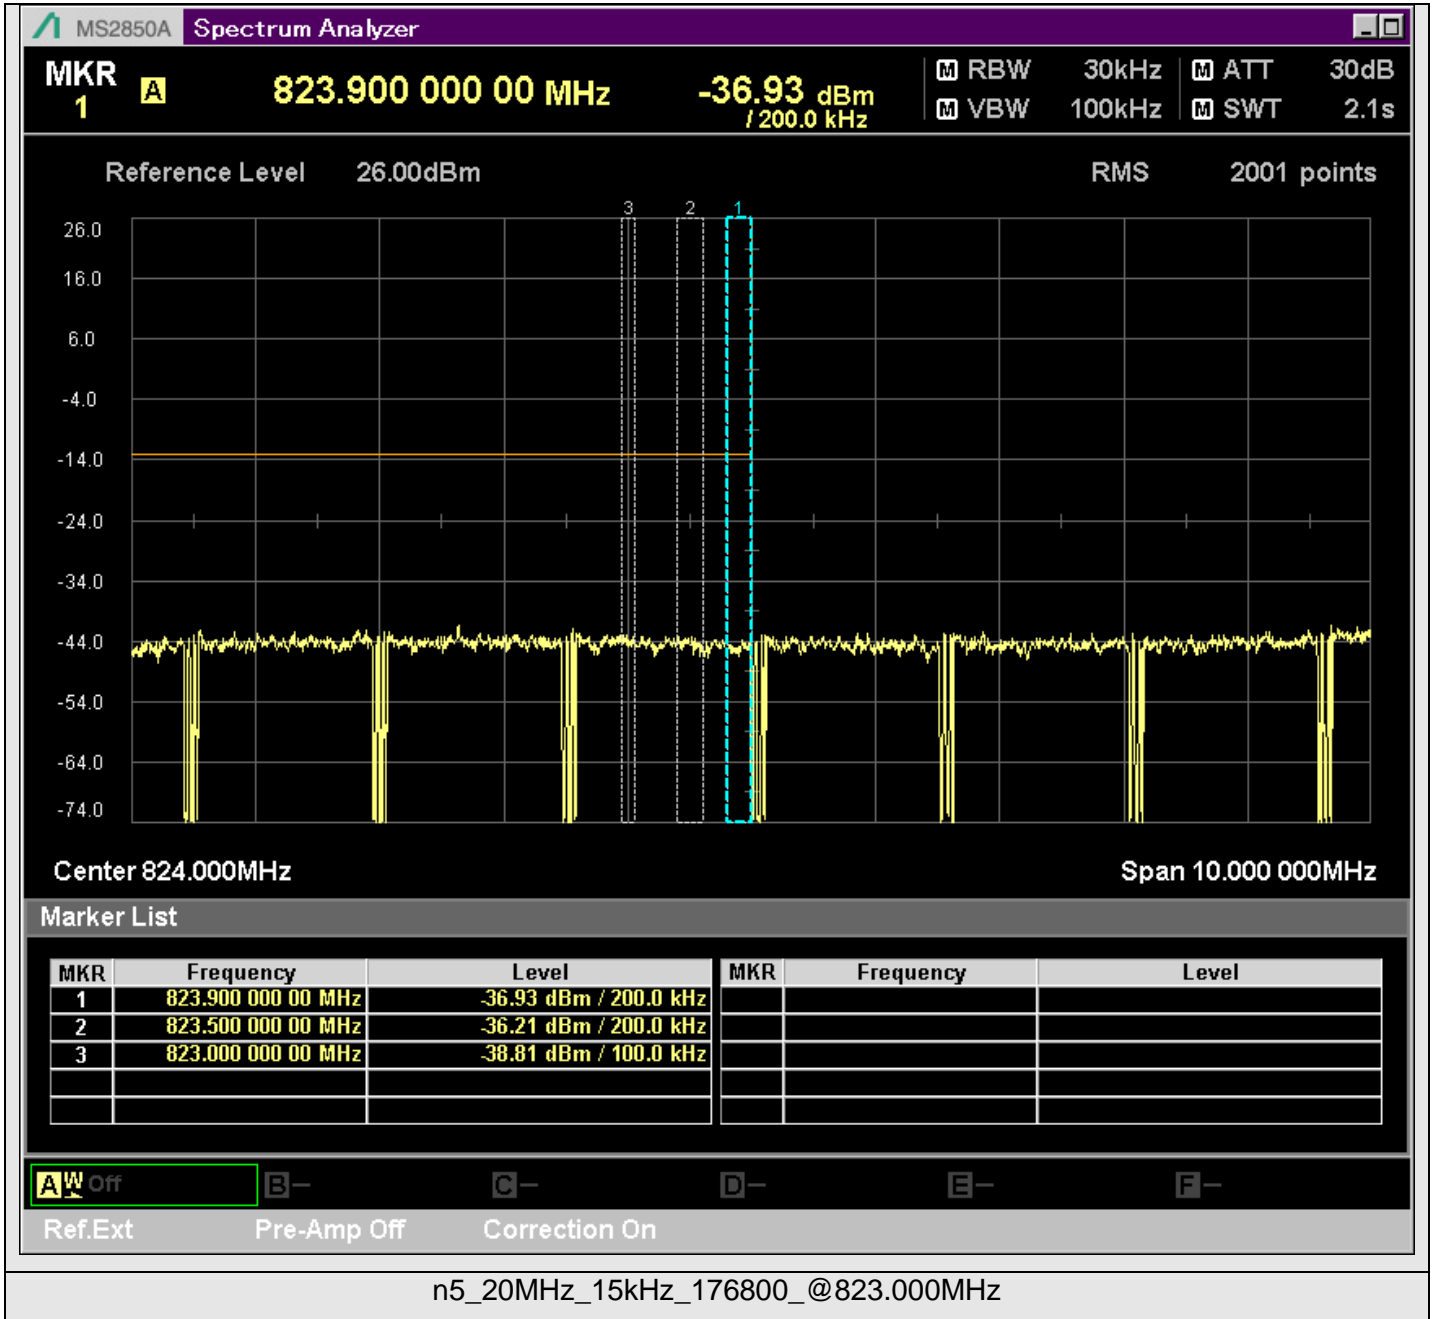 MS2850A Spectrum Analyzer
MKR 1 A 823.900 000 00 MHz -36.93 dBm / 200.0 kHz
M RBW 30kHz M ATT 30dB
M VBW 100kHz M SWT 2.1s
Reference Level 26.00dBm RMS 2001 points
3 2 1
26.0
16.0
6.0
-4.0
-14.0
-24.0
-34.0
-44.0
-54.0
-64.0
-74.0
Center 824.000MHz Span 10.000 000MHz
Marker List
MKR Frequency Level MKR Frequency Level
1 823.900 000 00 MHz -36.93 dBm / 200.0 kHz
2 823.500 000 00 MHz -36.21 dBm / 200.0 kHz
3 823.000 000 00 MHz -38.81 dBm / 100.0 kHz
A W Off B – C – D – E – F –
Ref.Ext Pre-Amp Off Correction On
n5_20MHz_15kHz_176800_@823.000MHz